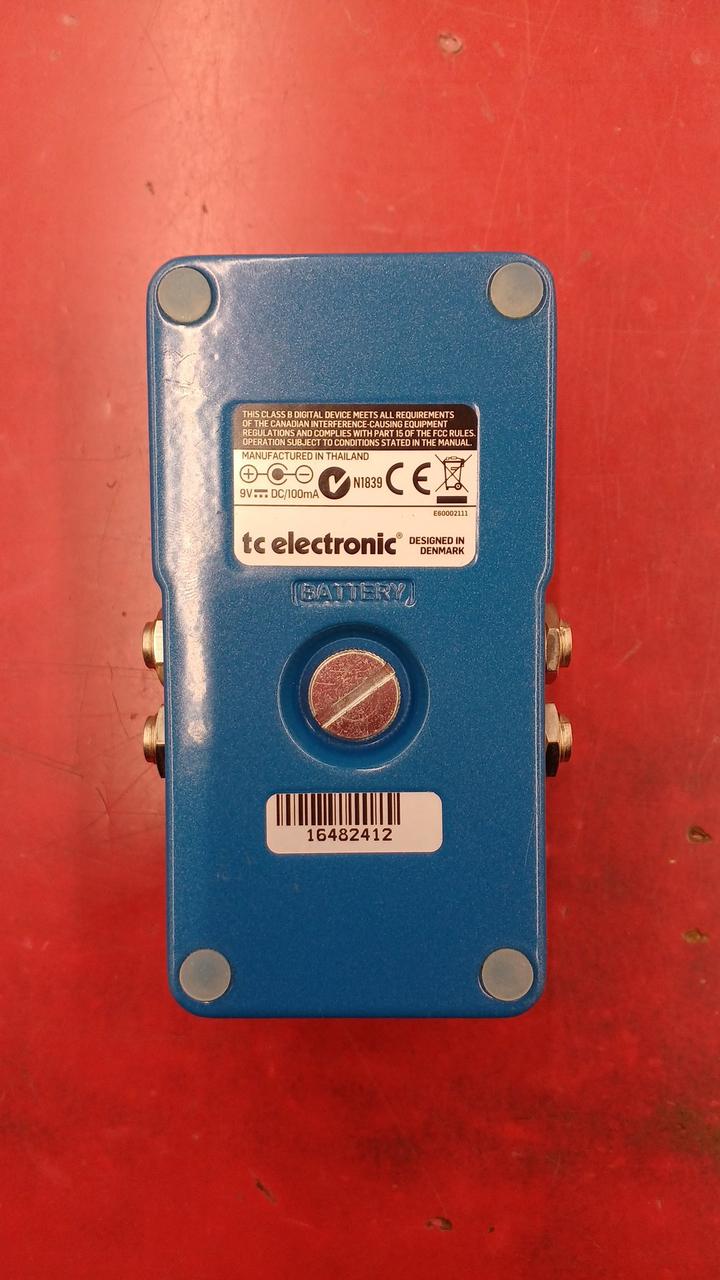 THIS CLASS B DIGITAL DEVICE MEETS ALL REQUIREMENTS
OF THE CANADIAN INTERFERENCE-CAUSING EQUIPMENT
REGULATIONS AND COMPLIES WITH PART 15 OF THE FCC RULES.
OPERATION SUBJECT TO CONDITIONS STATED IN THE MANUAL.
MANUFACTURED IN THAILAND
9V DC/100mA N1839 CE
E60002111
tc electronic® DESIGNED IN
DENMARK
BATTERY
16482412